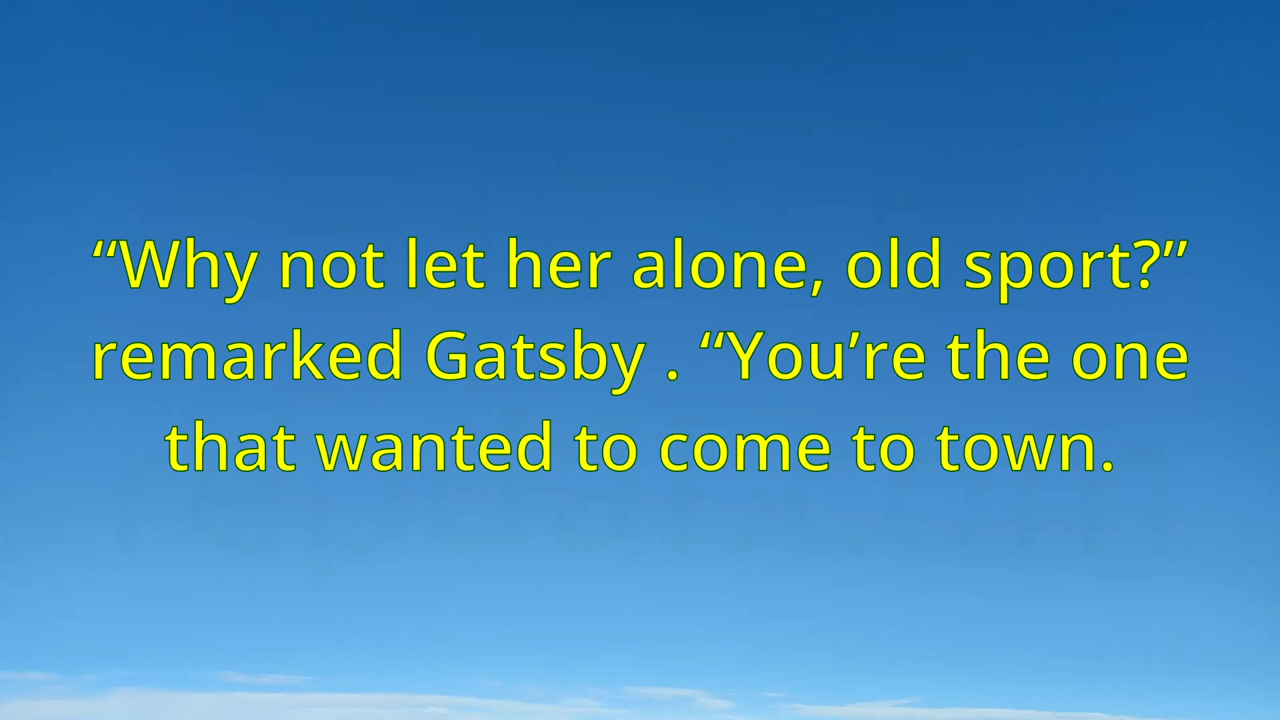 “Why not let her alone, old sport?”
remarked Gatsby . “You’re the one
that wanted to come to town.